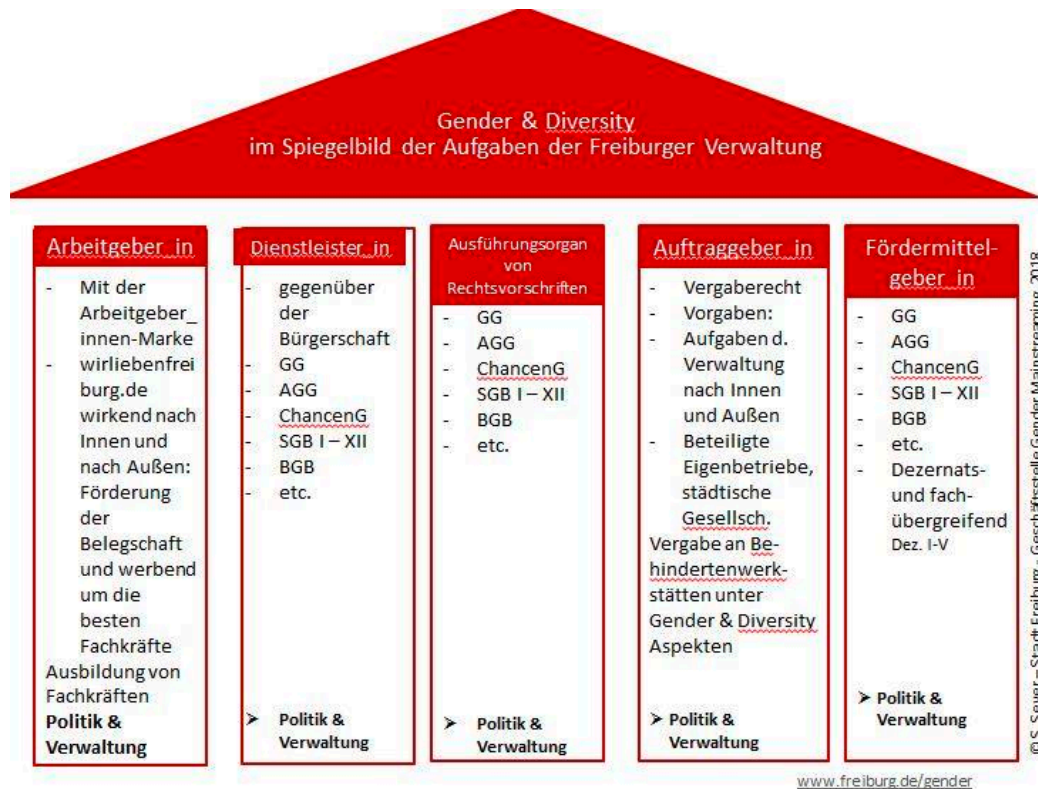 Gender & Diversity
im Spiegelbild der Aufgaben der Freiburger Verwaltung
Arbeitgeber_in
- Mit der
Arbeitgeber_
innen-Marke
- wirliebenfrei
burg.de
wirkend nach
Innen und
nach Außen:
Förderung
der
Belegschaft
und werbend
um die
besten
Fachkräfte
Ausbildung von
Fachkräften
Politik &
Verwaltung
Dienstleister_in
- gegenüber
der
Bürgerschaft
- GG
- AGG
- ChancenG
- SGB I – XII
- BGB
- etc.
➢ Politik &
Verwaltung
Ausführungsorgan
von
Rechtsvorschriften
- GG
- AGG
- ChancenG
- SGB I – XII
- BGB
- etc.
➢ Politik &
Verwaltung
Auftraggeber_in
- Vergaberecht
- Vorgaben:
- Aufgaben d.
Verwaltung
nach Innen
und Außen
- Beteiligte
Eigenbetriebe,
städtische
Gesellsch.
Vergabe an Be-
hindertenwerk-
stätten unter
Gender & Diversity
Aspekten
➢ Politik &
Verwaltung
Fördermittel-
geber_in
- GG
- AGG
- ChancenG
- SGB I – XII
- BGB
- etc.
- Dezernats-
und fach-
übergreifend
Dez. I-V
➢ Politik &
Verwaltung
© S. Seyer – Stadt Freiburg - Geschäftsstelle Gender Mainstreaming, 2018
www.freiburg.de/gender